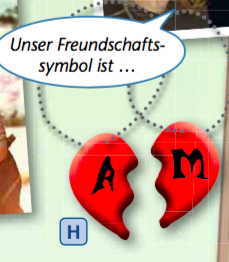 Unser Freundschafts-
symbol ist …
A M
H